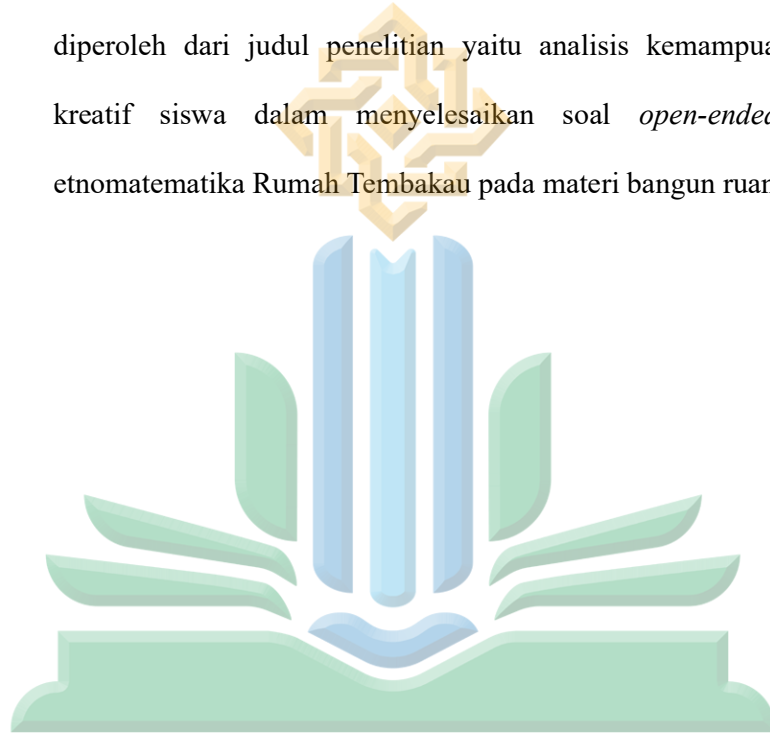 diperoleh dari judul penelitian yaitu analisis kemampua
kreatif siswa dalam menyelesaikan soal open-ended
etnomatematika Rumah Tembakau pada materi bangun ruan